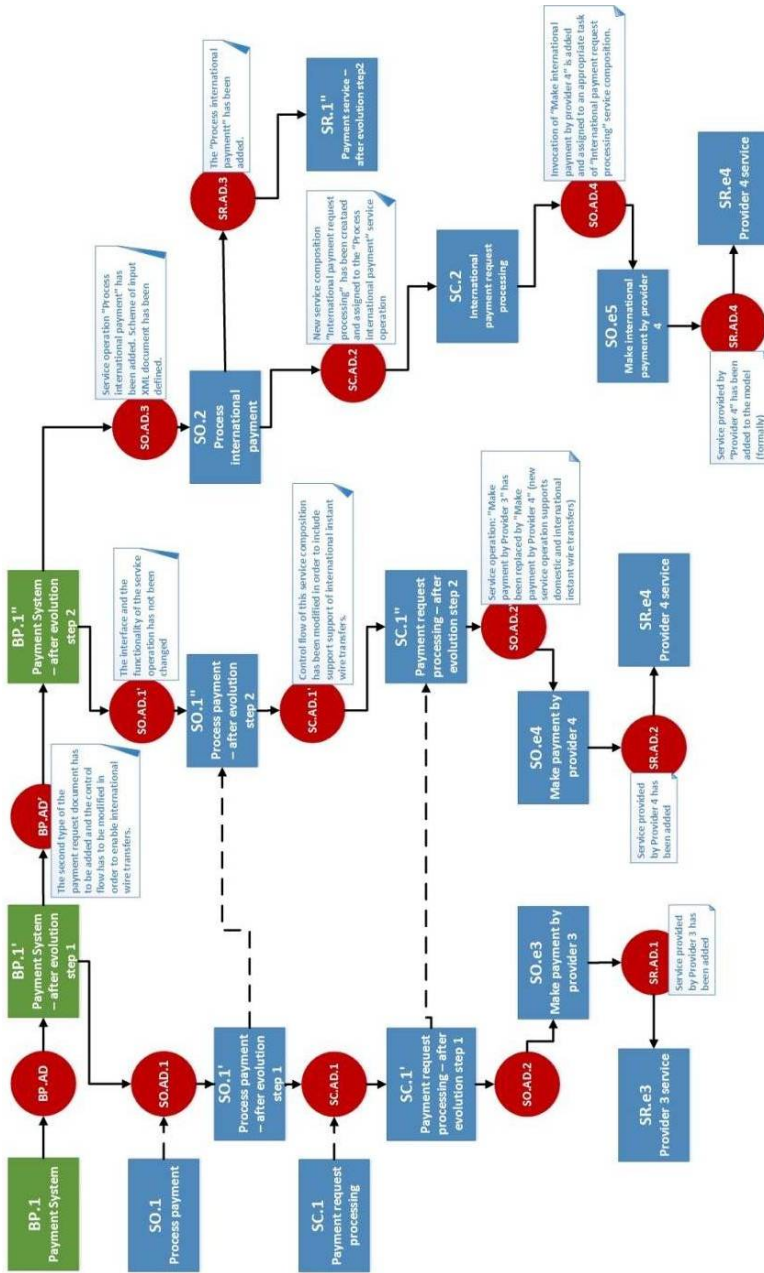 BP.1
Payment System
BP.AD
BP.1'
Payment System
– after evolution
step 1
BP.AD'
The second type of the
payment request document has
to be added and the control
flow has to be modified in
order to enable international
wire transfers.
BP.1"
Payment System
– after evolution
step 2
SO.1
Process payment
SO.AD.1
SO.1'
Process payment
– after evolution
step 1
SC.1
Payment request
processing
SC.AD.1
SC.1'
Payment request
processing – after
evolution step 1
SO.AD.2
SO.e3
Make payment by
provider 3
SR.AD.1
Service provided
by Provider 3 has
been added
SR.e3
Provider 3 service
SO.AD.1'
The interface and the
functionality of the service
operation has not been
changed
SO.1"
Process payment
– after evolution
step 2
SC.AD.1'
Control flow of this service composition
has been modified in order to include
support support of international instant
wire transfers.
SC.1"
Payment request
processing – after
evolution step 2
SO.AD.2'
Service operation: "Make
payment by Provider 3" has
been replaced by "Make
payment by Provider 4" (new
service operation supports
domestic and international
instant wire transfers)
SO.e4
Make payment by
provider 4
SR.AD.2
Service provided
by Provider 4 has
been added
SR.e4
Provider 4 service
SO.AD.3
Service operation "Process
international payment" has
been added. Scheme of input
XML document has been
defined.
SO.2
Process
international
payment
SR.AD.3
The "Process international
paymentt" has been
added.
SR.1"
Payment service –
after evolution step2
SC.AD.2
New service composition
"International payment request
processing" has been creataed
and assigned to the "Process
international payment" service
operation
SC.2
International
payment request
processing
SO.AD.4
Invocation of "Make international
payment by provider 4" is added
and assigned to an appropriate task
of "International payment request
processing" service composition.
SO.e5
Make international
payment by provider
4
SR.AD.4
Service provided by
"Provider 4" has been
added to the model
(formally)
SR.e4
Provider 4 service